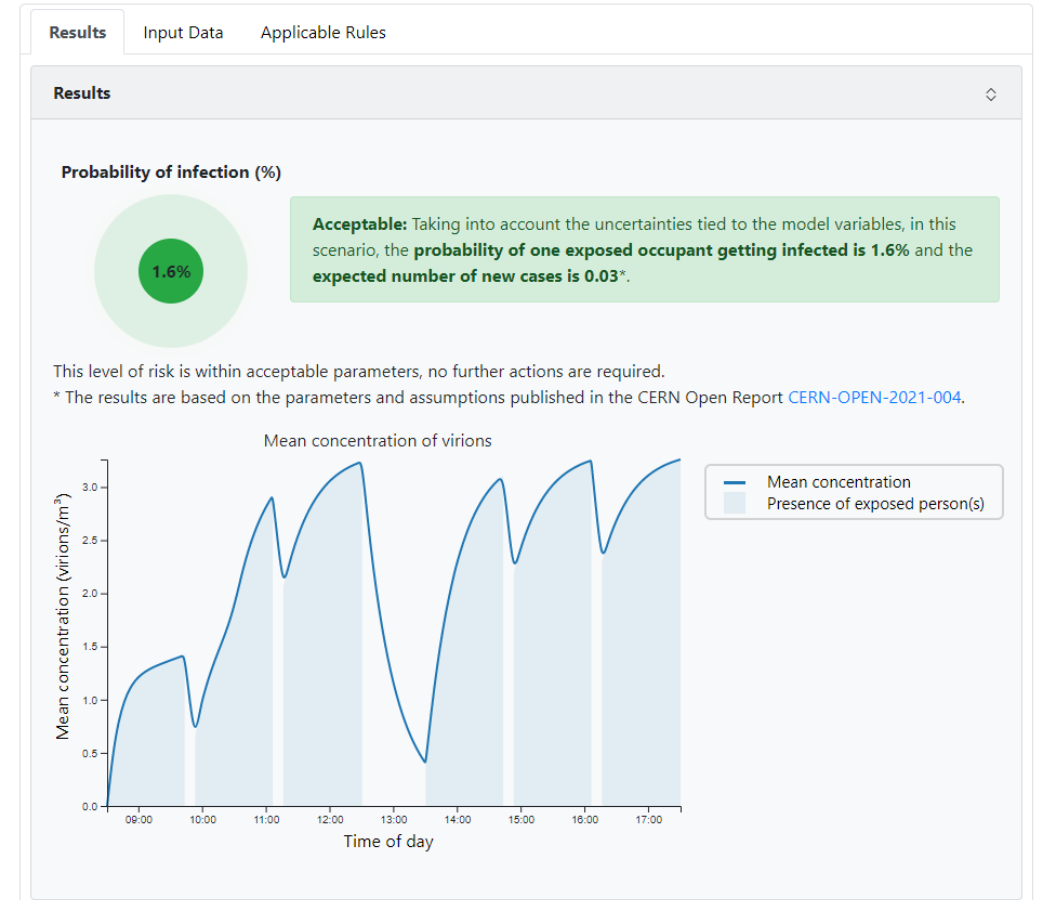 Results Input Data Applicable Rules
Results
Probability of infection (%)
1.6%
Acceptable: Taking into account the uncertainties tied to the model variables, in this
scenario, the probability of one exposed occupant getting infected is 1.6% and the
expected number of new cases is 0.03*.
This level of risk is within acceptable parameters, no further actions are required.
* The results are based on the parameters and assumptions published in the CERN Open Report CERN-OPEN-2021-004.
Mean concentration of virions
Mean concentration (virions/m³)
3.0
2.5
2.0
1.5
1.0
0.5
0.0
09:00 10:00 11:00 12:00 13:00 14:00 15:00 16:00 17:00
Time of day
Mean concentration
Presence of exposed person(s)